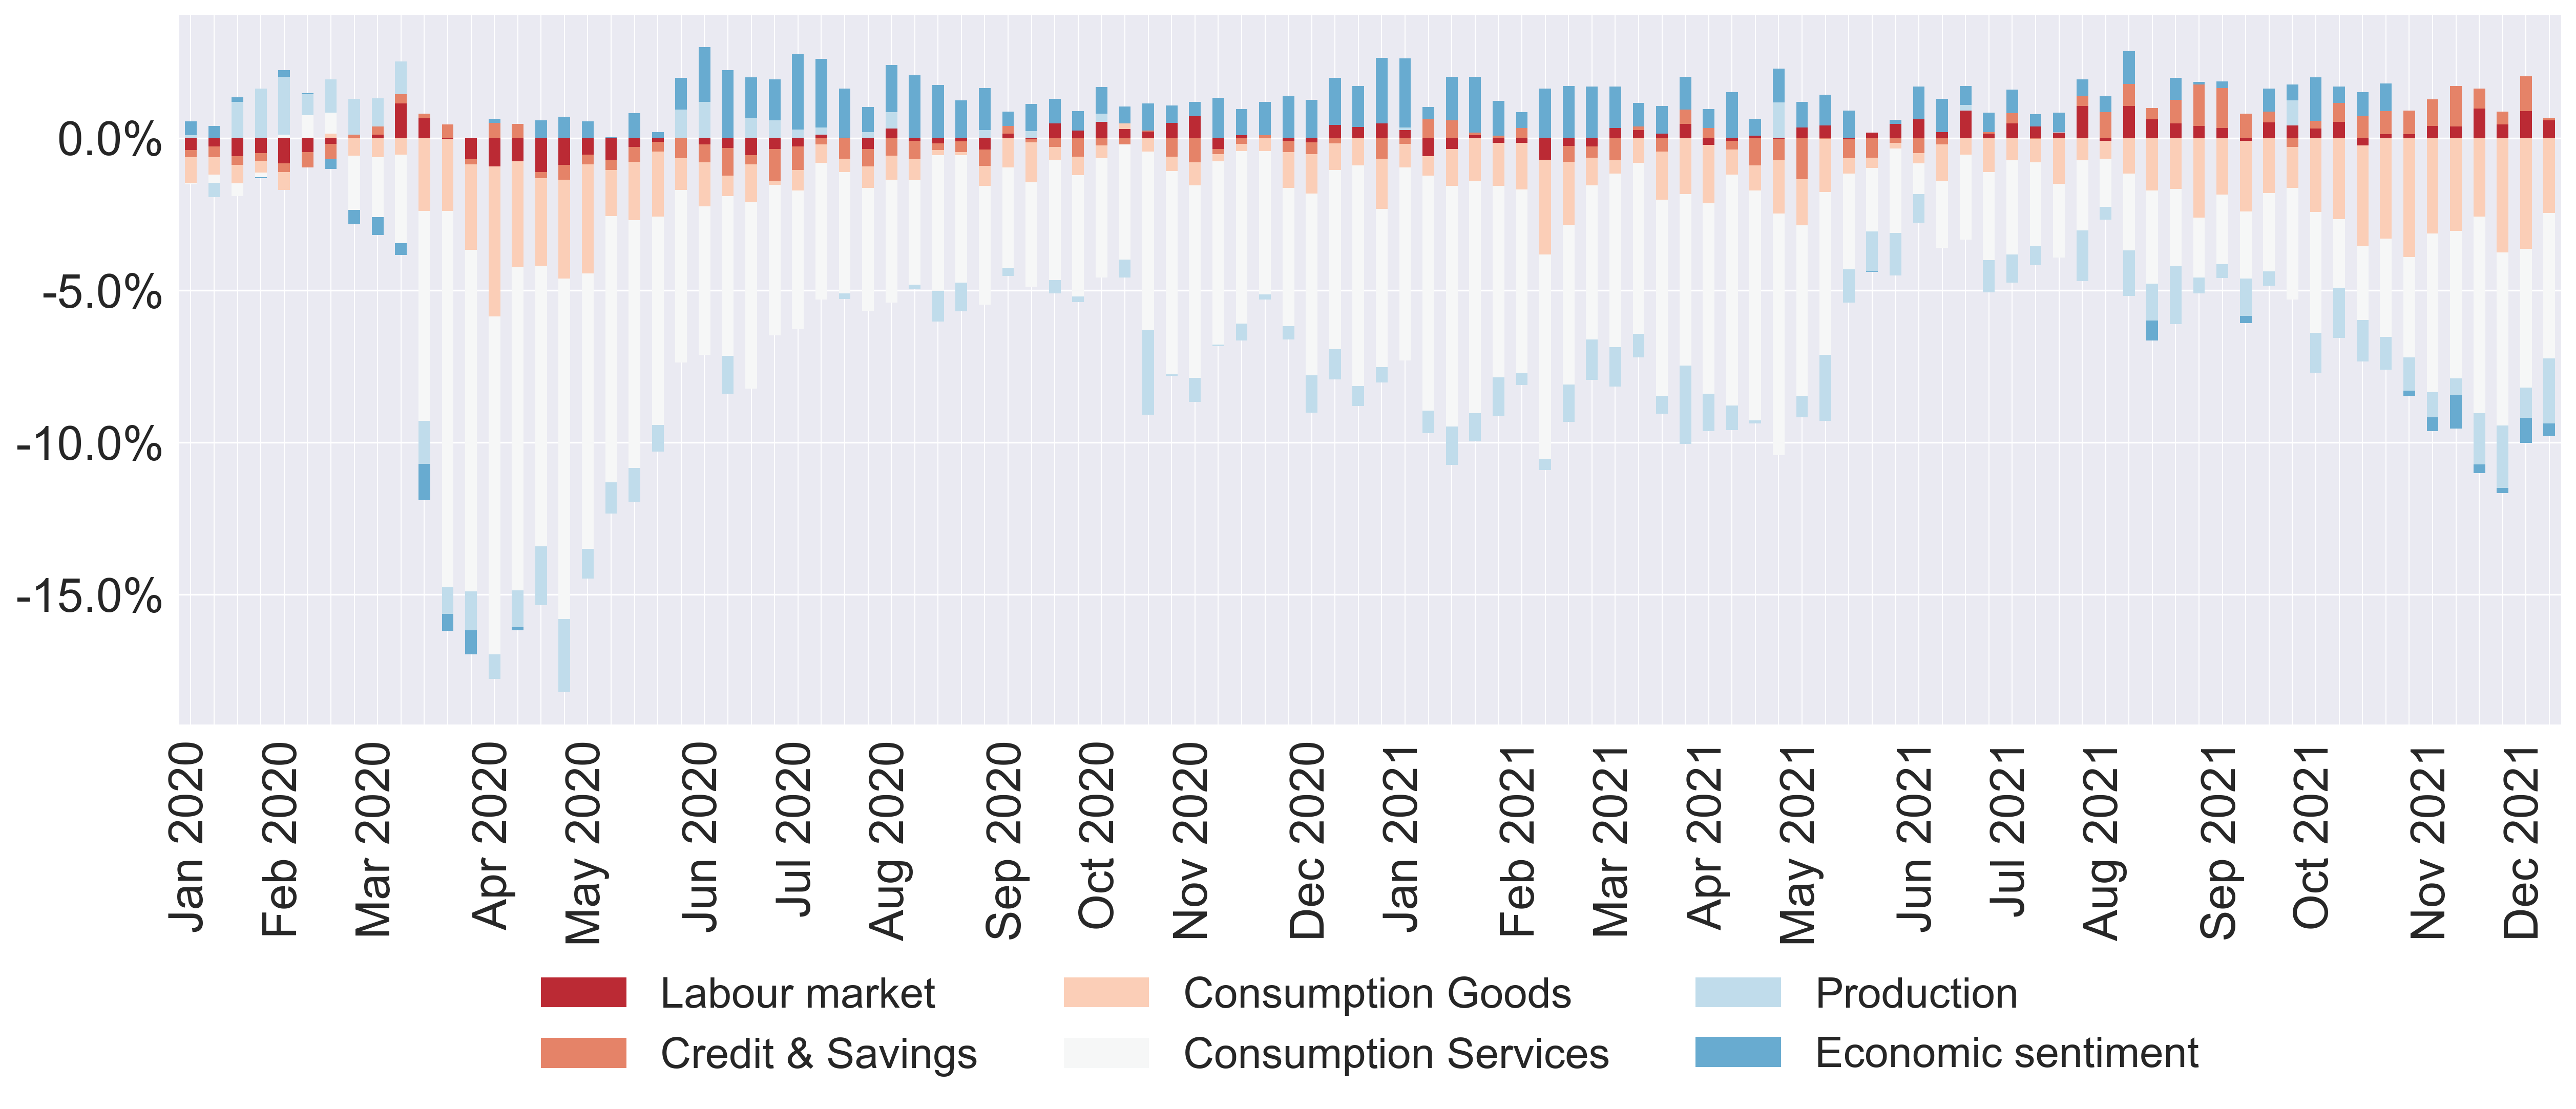 0.0%
-5.0%
-10.0%
-15.0%
Jan 2020
Feb 2020
Mar 2020
Apr 2020
May 2020
Jun 2020
Jul 2020
Aug 2020
Sep 2020
Oct 2020
Nov 2020
Dec 2020
Jan 2021
Feb 2021
Mar 2021
Apr 2021
May 2021
Jun 2021
Jul 2021
Aug 2021
Sep 2021
Oct 2021
Nov 2021
Dec 2021
Labour market
Consumption Goods
Production
Credit & Savings
Consumption Services
Economic sentiment